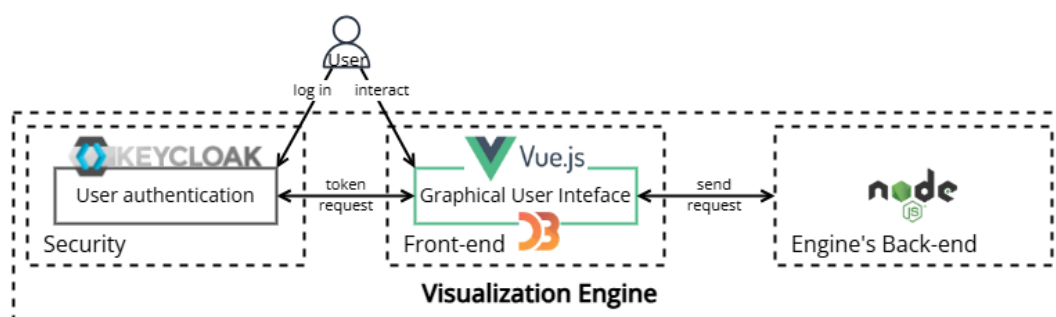 User
log in
interact
KEYCLOAK
User authentication
Security
token
request
Vue.js
Graphical User Inteface
Front-end
send
request
node
JS
Engine's Back-end
Visualization Engine